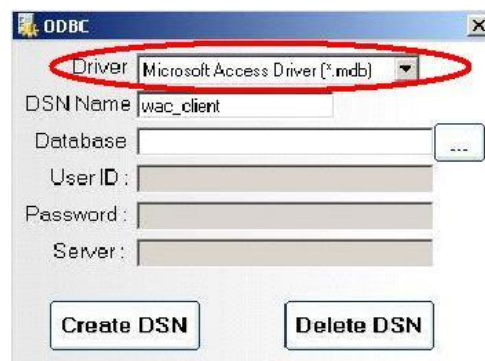 ODBC
Driver Microsoft Access Driver (*.mdb)
DSN Name wac_client
Database ...
User ID :
Password :
Server :
Create DSN Delete DSN